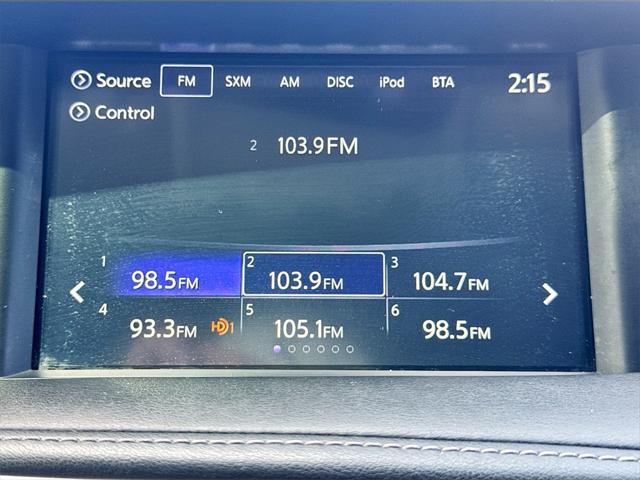 Source FM SXM AM DISC iPod BTA 2:15
Control
2 103.9FM
1 98.5FM 2 103.9FM 3 104.7FM
4 93.3FM HD1 5 105.1FM 6 98.5FM